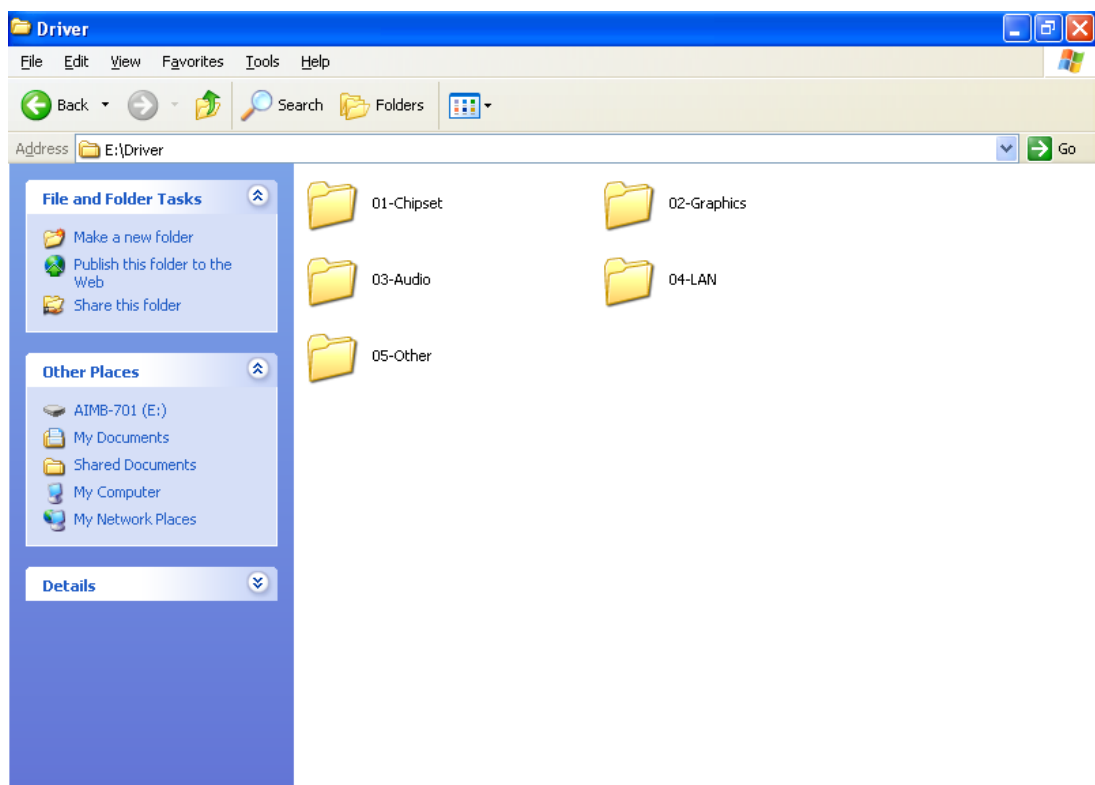 Driver
File Edit View Favorites Tools Help
Back Search Folders
Address E:\Driver Go
File and Folder Tasks
Make a new folder
Publish this folder to the
Web
Share this folder
Other Places
AIMB-701 (E:)
My Documents
Shared Documents
My Computer
My Network Places
Details
01-Chipset 02-Graphics
03-Audio 04-LAN
05-Other